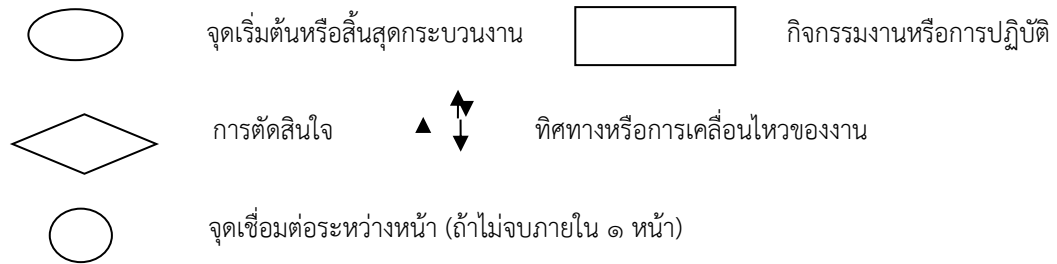 จุดเริ่มต้นหรือสิ้นสุดกระบวนงาน กิจกรรมงานหรือการปฏิบัติ
การตัดสินใจ ทิศทางหรือการเคลื่อนไหวของงาน
จุดเชื่อมต่อระหว่างหน้า (ถ้าไม่จบภายใน ๑ หน้า)